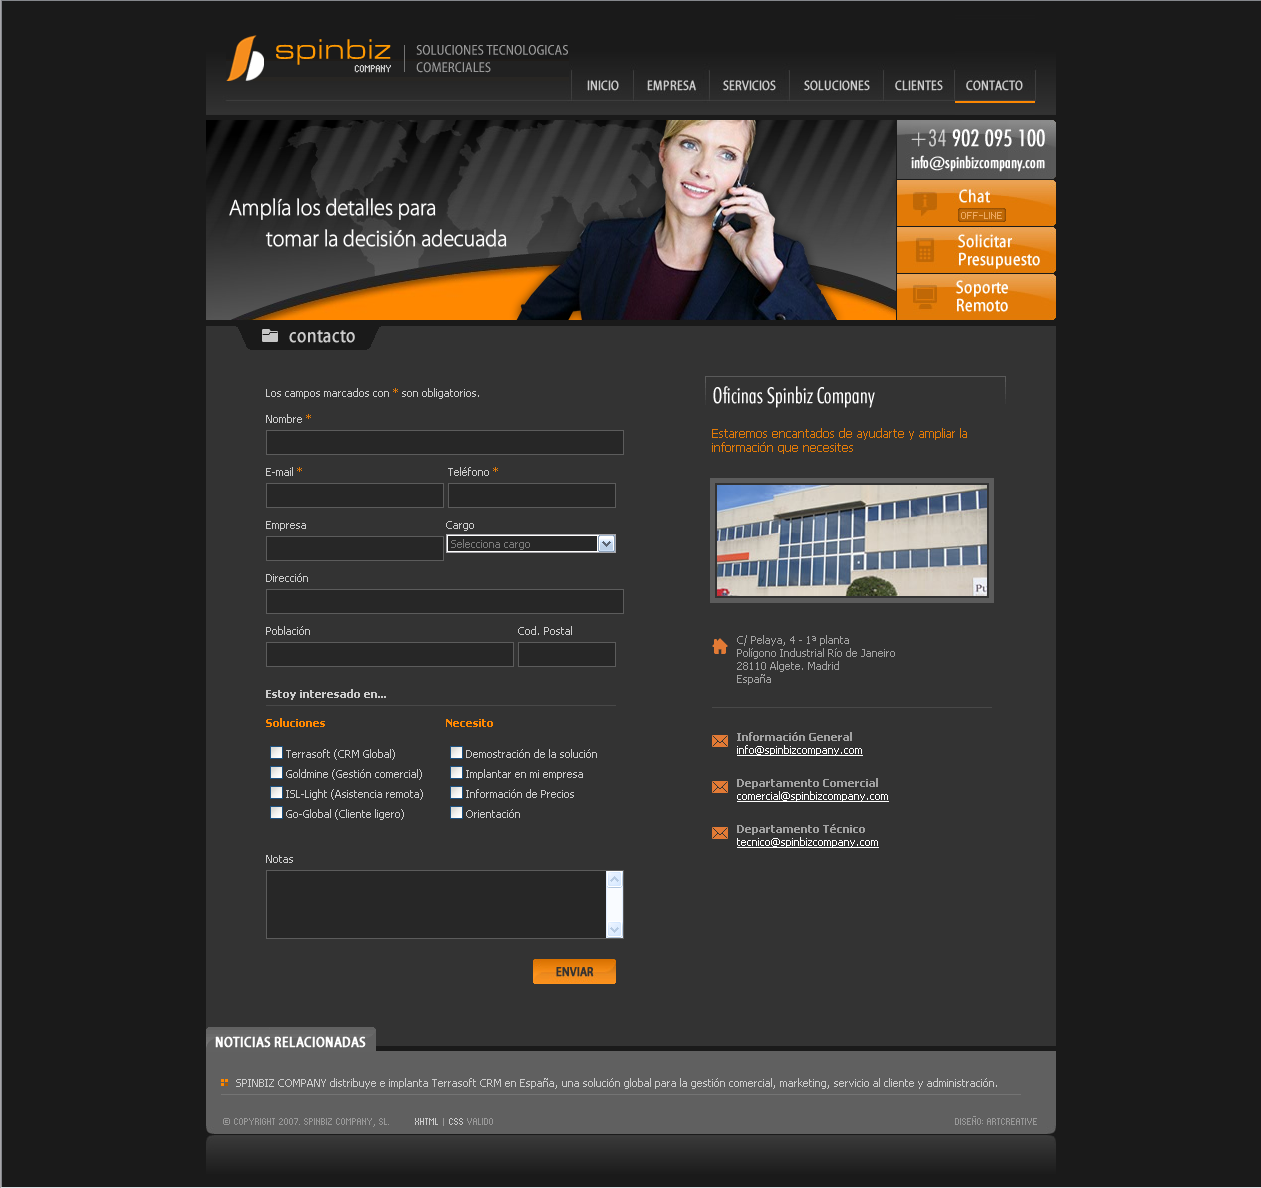 spinbiz
COMPANY
SOLUCIONES TECNOLOGICAS
COMERCIALES
INICIO
EMPRESA
SERVICIOS
SOLUCIONES
CLIENTES
CONTACTO
Amplía los detalles para
tomar la decisión adecuada
+34 902 095 100
info@spinbizcompany.com
Chat
OFF-LINE
Solicitar
Presupuesto
Soporte
Remoto
contacto
Los campos marcados con * son obligatorios.
Nombre *
E-mail *
Teléfono *
Empresa
Cargo
Selecciona cargo
Dirección
Población
Cod. Postal
Estoy interesado en...
Soluciones
Necesito
Terrasoft (CRM Global)
Demostración de la solución
Goldmine (Gestión comercial)
Implantar en mi empresa
ISL-Light (Asistencia remota)
Información de Precios
Go-Global (Cliente ligero)
Orientación
Notas
ENVIAR
Oficinas Spinbiz Company
Estaremos encantados de ayudarte y ampliar la
información que necesites
Pu
C/ Pelaya, 4 - 1ª planta
Polígono Industrial Río de Janeiro
28110 Algete. Madrid
España
Información General
info@spinbizcompany.com
Departamento Comercial
comercial@spinbizcompany.com
Departamento Técnico
tecnico@spinbizcompany.com
NOTICIAS RELACIONADAS
SPINBIZ COMPANY distribuye e implanta Terrasoft CRM en España, una solución global para la gestión comercial, marketing, servicio al cliente y administración.
© COPYRIGHT 2007. SPINBIZ COMPANY, SL.
XHTML | CSS VALIDO
DISEÑO: ARTCREATIVE